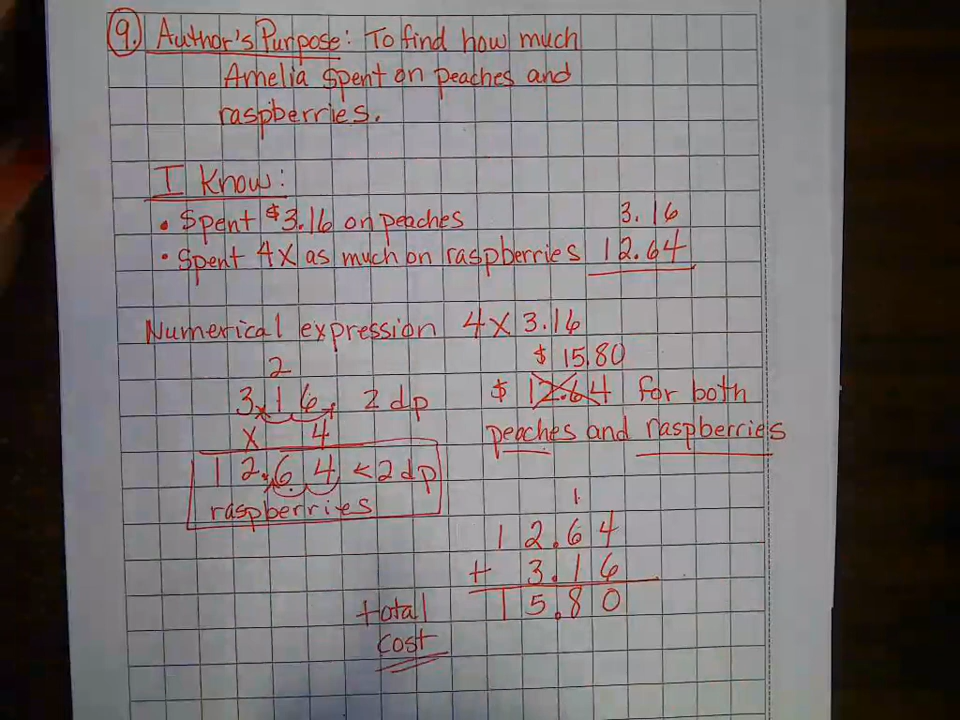 9. Author's Purpose: To find how much
Amelia spent on peaches and
raspberries.
I Know:
• Spent $3.16 on peaches 3.16
• Spent 4x as much on raspberries 12.64
Numerical expression 4 x 3.16
$ 15.80
$ 12.64 for both
peaches and raspberries
2
3.16 2 dp
x 4
12.64 < 2 dp
raspberries
1
12.64
+ 3.16
total 15.80
cost